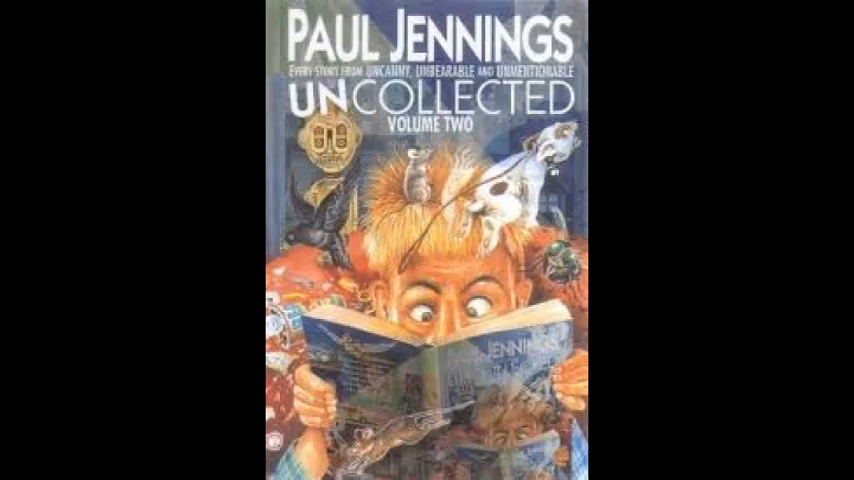 PAUL JENNINGS
EVERY STORY FROM UNCANNY, UNBEARABLE AND UNMENTIONABLE
UNCOLLECTED
VOLUME TWO
JENNINGS